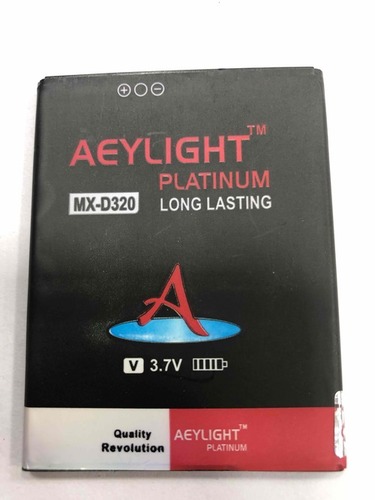 AEYLIGHT™
PLATINUM
MX-D320 LONG LASTING
A
V 3.7V
Quality AEYLIGHT™
Revolution PLATINUM